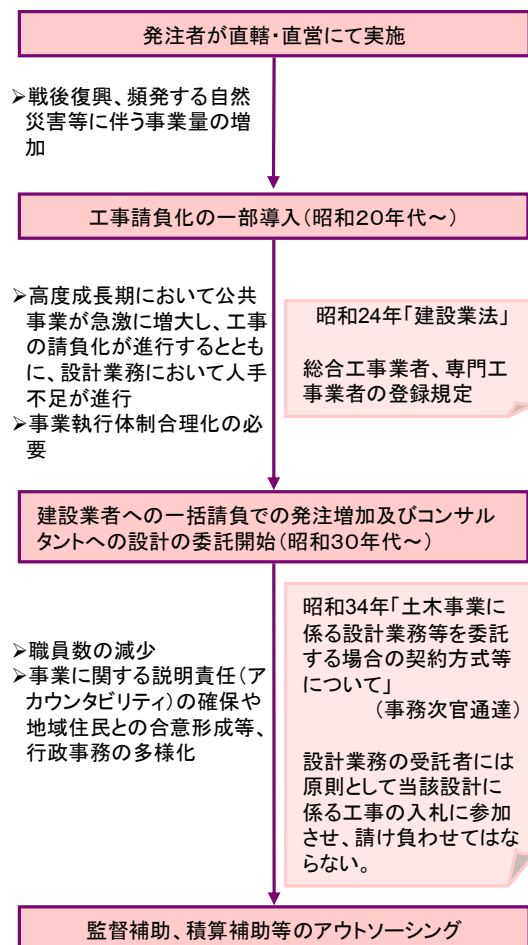 発注者が直轄・直営にて実施
➢戦後復興、頻発する自然
災害等に伴う事業量の増
加
工事請負化の一部導入(昭和20年代~)
➢高度成長期において公共
事業が急激に増大し、工事
の請負化が進行するととも
に、設計業務において人手
不足が進行
➢事業執行体制合理化の必
要
昭和24年「建設業法」
総合工事業者、専門工
事業者の登録規定
建設業者への一括請負での発注増加及びコンサル
タントへの設計の委託開始(昭和30年代~)
➢職員数の減少
➢事業に関する説明責任(ア
カウンタビリティ)の確保や
地域住民との合意形成等、
行政事務の多様化
昭和34年「土木事業に
係る設計業務等を委託
する場合の契約方式等
について」
(事務次官通達)
設計業務の受託者には
原則として当該設計に
係る工事の入札に参加
させ、請け負わせてはな
らない。
監督補助、積算補助等のアウトソーシング